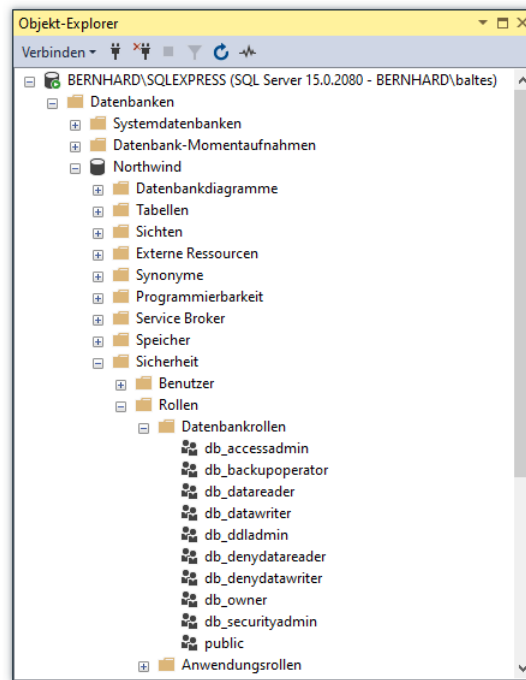 Objekt-Explorer
Verbinden
BERNHARD\SQLEXPRESS (SQL Server 15.0.2080 - BERNHARD\baltes)
Datenbanken
Systemdatenbanken
Datenbank-Momentaufnahmen
Northwind
Datenbankdiagramme
Tabellen
Sichten
Externe Ressourcen
Synonyme
Programmierbarkeit
Service Broker
Speicher
Sicherheit
Benutzer
Rollen
Datenbankrollen
db_accessadmin
db_backupoperator
db_datareader
db_datawriter
db_ddladmin
db_denydatareader
db_denydatawriter
db_owner
db_securityadmin
public
Anwendungsrollen